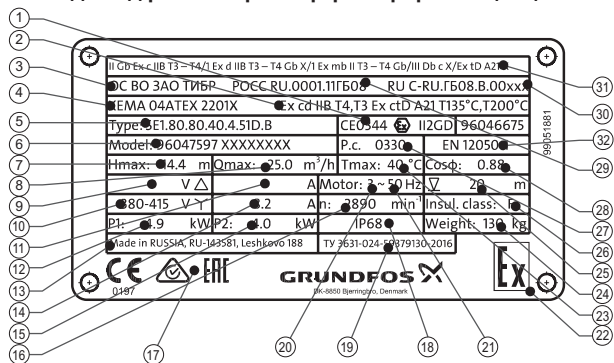 1
2
3
4
5
6
7
8
9
10
11
12
13
14
15
16
II Gb Ex c IIB T3 – T4/1 Ex d IIB T3 – T4 Gb X/1 Ex mb II T3 – T4 Gb/III Db c X/Ex tD A21
ОС ВО ЗАО ТИБР РОСС RU.0001.11ГБ08 RU C-RU.ГБ08.B.00xxx
KEMA 04ATEX 2201X Ex cd IIB T4,T3 Ex ctD A21 T135°C,T200°C
Type: SE1.80.80.40.4.51D.B CE0344 Ex II2GD 96046675
Model: 96047597 XXXXXXXX P.c. 0330 EN 12050
Hmax: 14.4 m Qmax: 25.0 m³/h Tmax: 40 °C Cosφ: 0.88
V △ A Motor: 3 ~ 50 Hz 20 m
380-415 V Y 8.2 A n: 2890 min⁻¹ Insul. class: F
P1: 4.9 kW P2: 4.0 kW IP68 Weight: 130 kg
Made in RUSSIA, RU-143581, Leshkovo 188 ТУ 3631-024-59379130-2016
99051881
CE 0197 EAC GRUNDFOS X Ex
DK-8850 Bjerringbro, Denmark
31
30
32
29
28
27
26
25
24
23
22
17
20
19
18
21